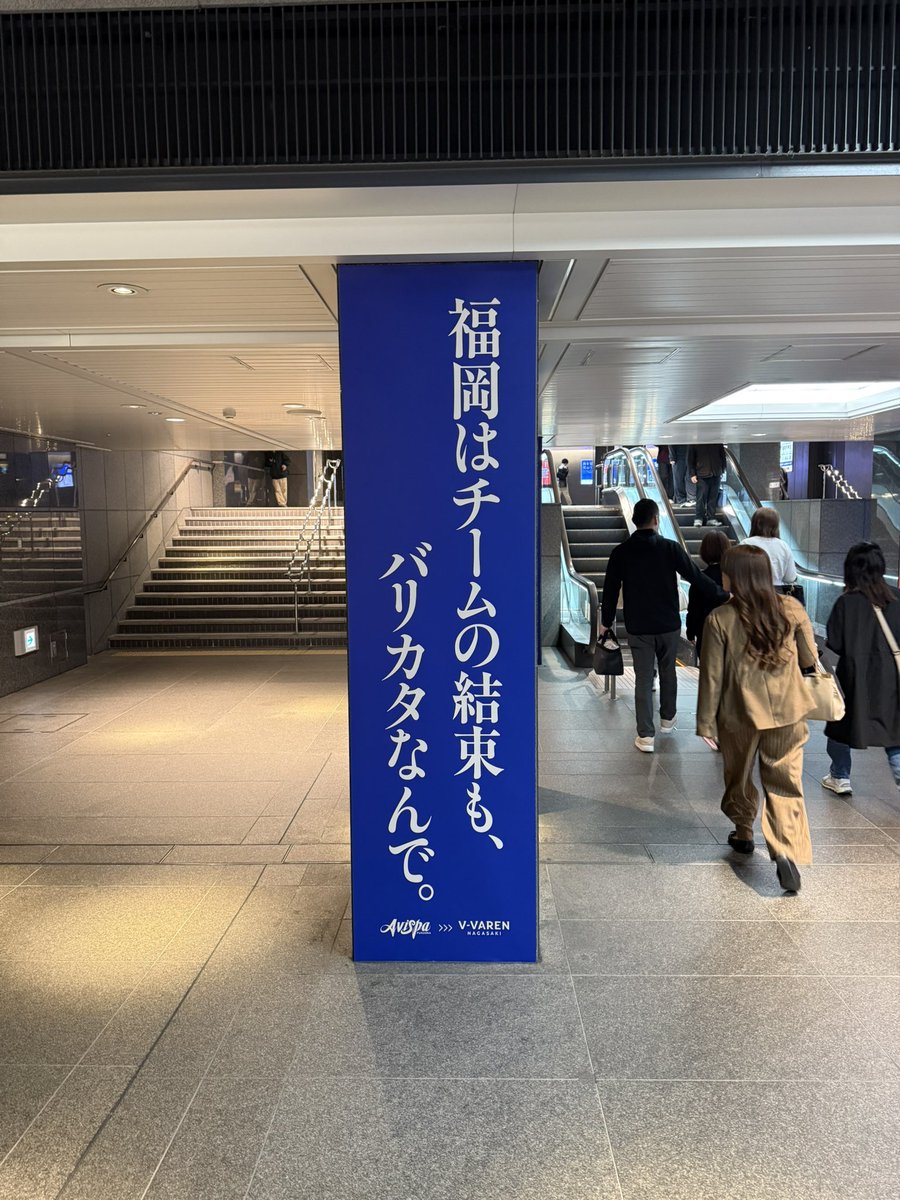 福岡はチームの結束も、
バリカタなんで。
Avispa
FUKUOKA
>>>
V-VAREN
NAGASAKI